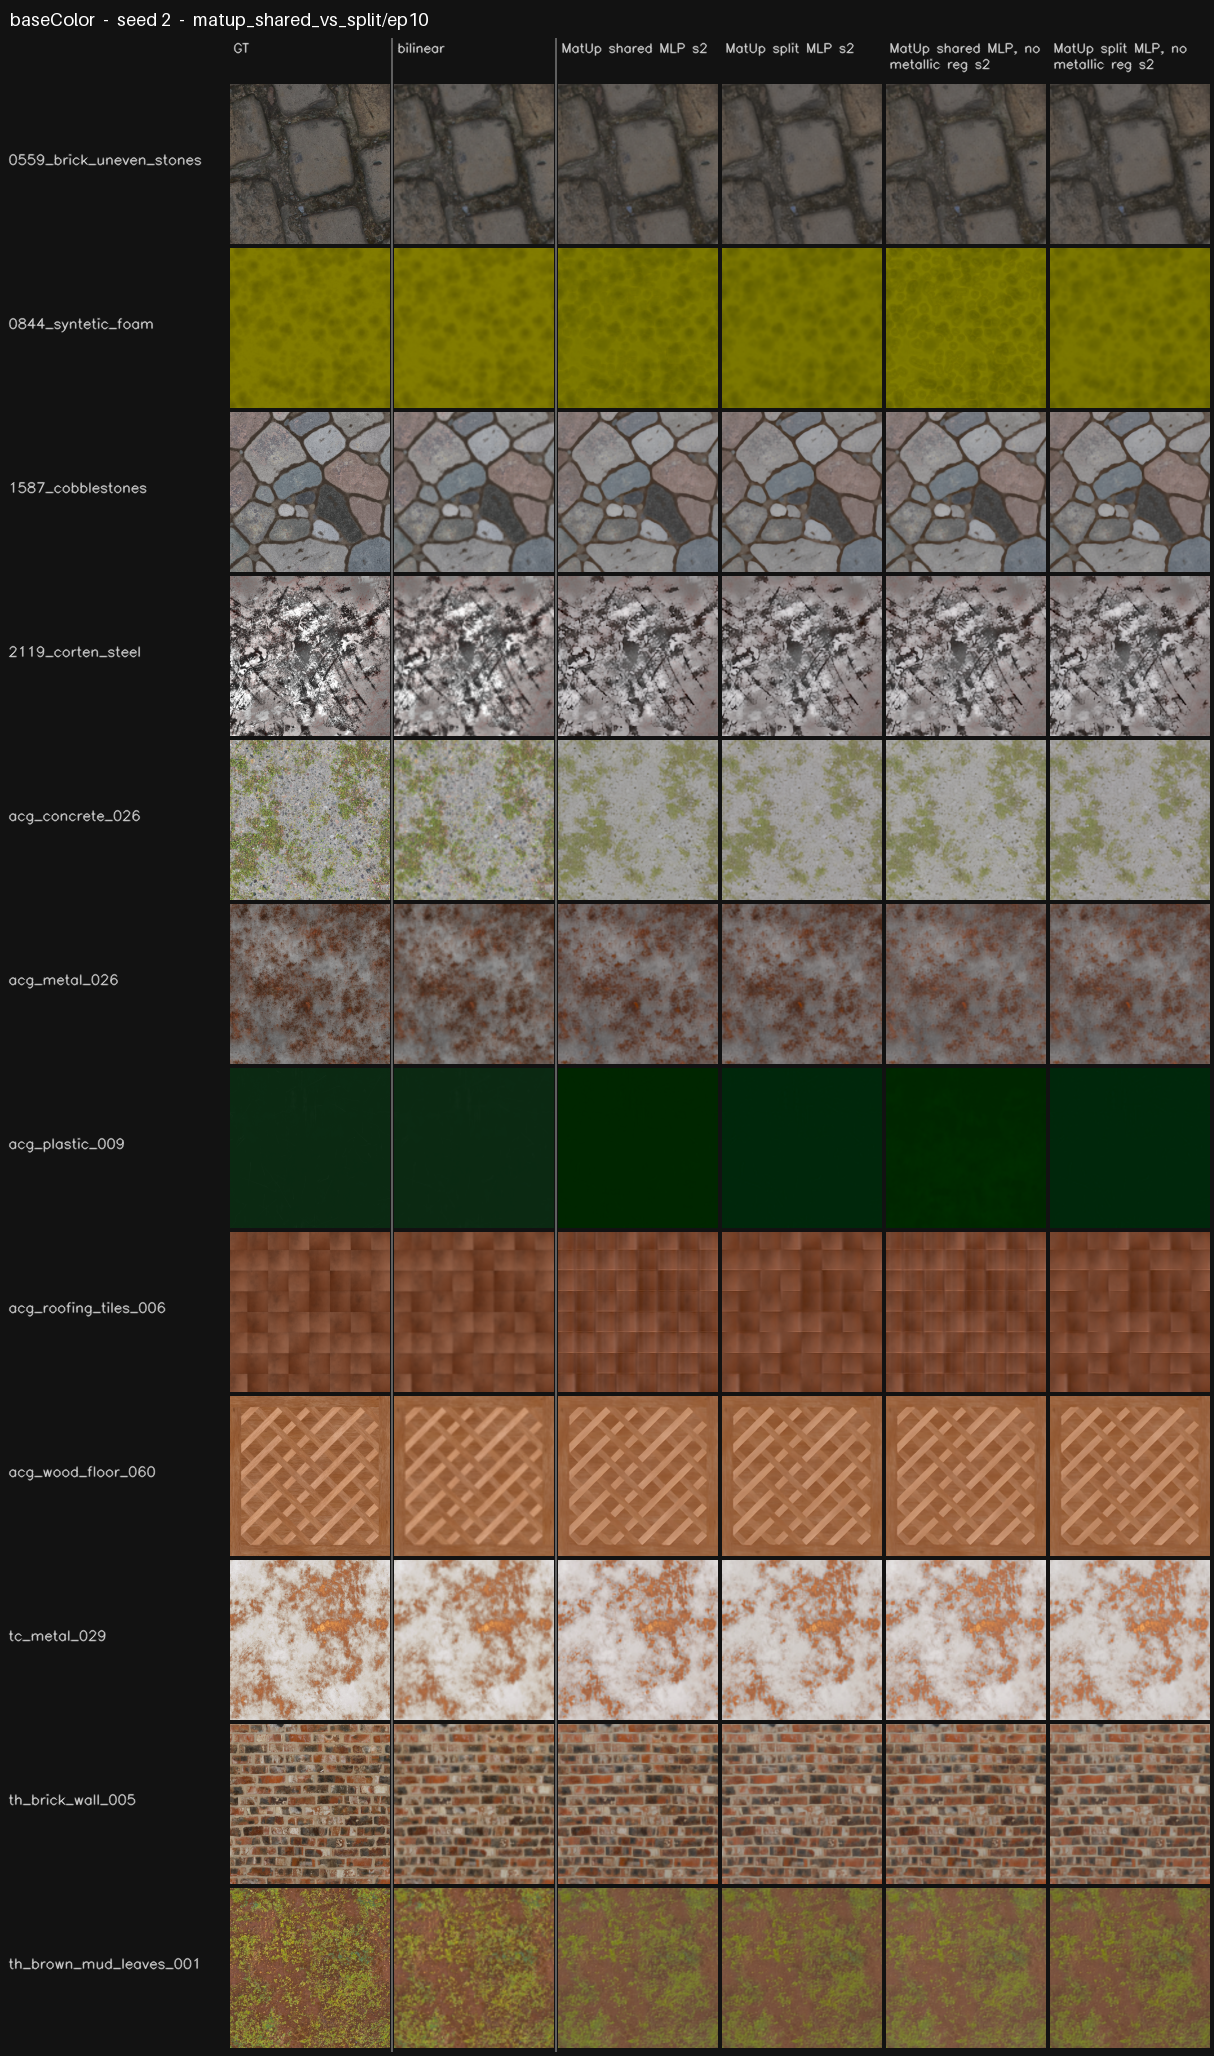 baseColor - seed 2 - matup_shared_vs_split/ep10
GT
bilinear
MatUp shared MLP s2
MatUp split MLP s2
MatUp shared MLP, no
metallic reg s2
MatUp split MLP, no
metallic reg s2
0559_brick_uneven_stones
0844_syntetic_foam
1587_cobblestones
2119_corten_steel
acg_concrete_026
acg_metal_026
acg_plastic_009
acg_roofing_tiles_006
acg_wood_floor_060
tc_metal_029
th_brick_wall_005
th_brown_mud_leaves_001